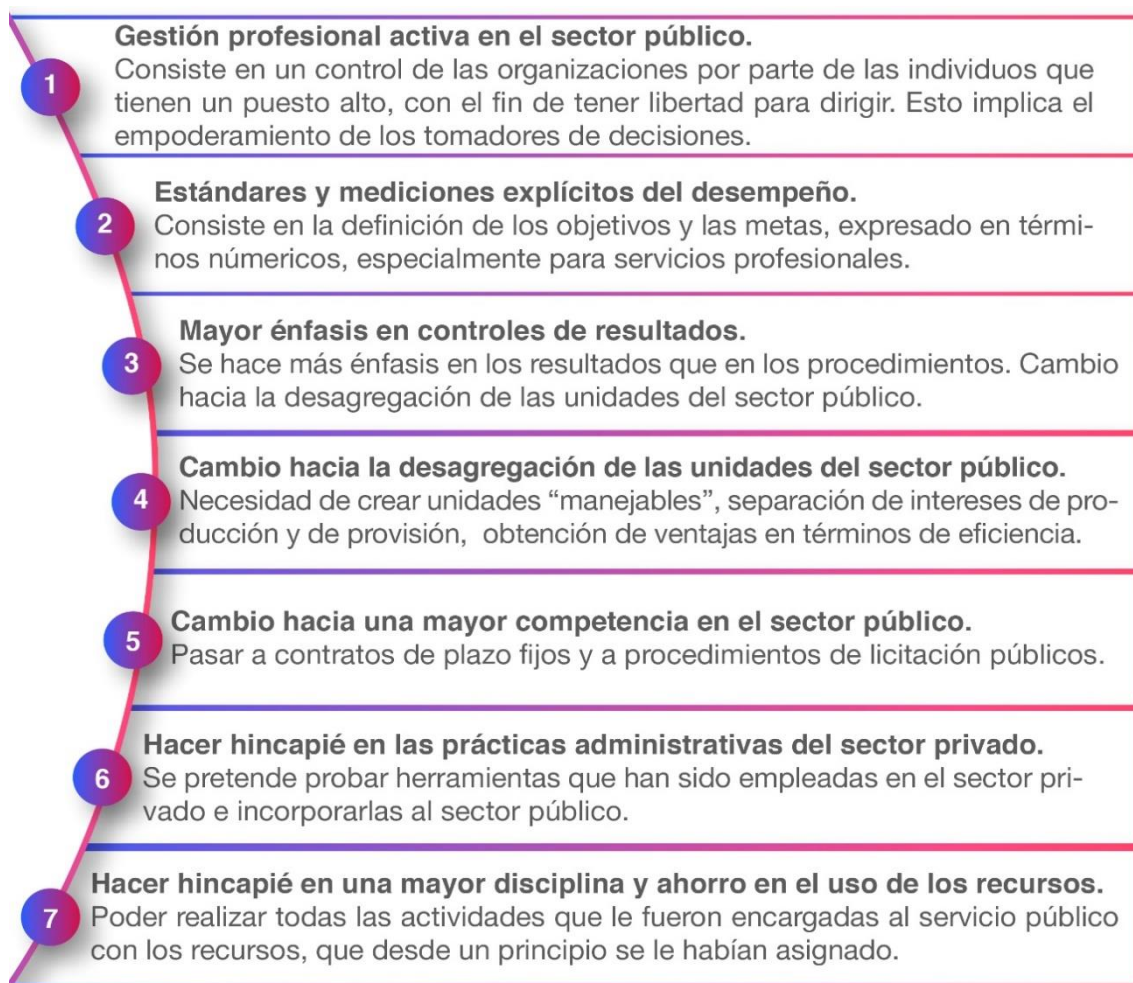 1
Gestión profesional activa en el sector público.
Consiste en un control de las organizaciones por parte de las individuos que
tienen un puesto alto, con el fin de tener libertad para dirigir. Esto implica el
empoderamiento de los tomadores de decisiones.
2
Estándares y mediciones explícitos del desempeño.
Consiste en la definición de los objetivos y las metas, expresado en térmi-
nos númericos, especialmente para servicios profesionales.
3
Mayor énfasis en controles de resultados.
Se hace más énfasis en los resultados que en los procedimientos. Cambio
hacia la desagregación de las unidades del sector público.
4
Cambio hacia la desagregación de las unidades del sector público.
Necesidad de crear unidades “manejables”, separación de intereses de pro-
ducción y de provisión, obtención de ventajas en términos de eficiencia.
5
Cambio hacia una mayor competencia en el sector público.
Pasar a contratos de plazo fijos y a procedimientos de licitación públicos.
6
Hacer hincapié en las prácticas administrativas del sector privado.
Se pretende probar herramientas que han sido empleadas en el sector pri-
vado e incorporarlas al sector público.
7
Hacer hincapié en una mayor disciplina y ahorro en el uso de los recursos.
Poder realizar todas las actividades que le fueron encargadas al servicio público
con los recursos, que desde un principio se le habían asignado.